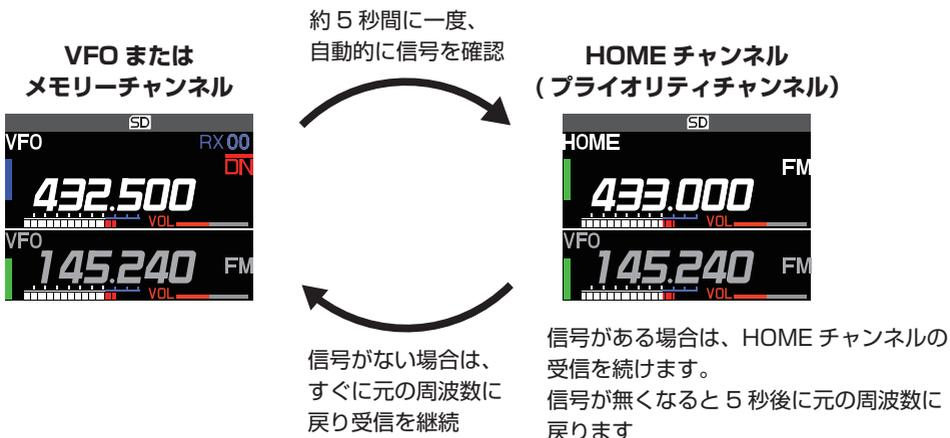 約 5 秒間に一度、
自動的に信号を確認
VFO または
メモリーチャンネル
HOME チャンネル
( プライオリティチャンネル）
SD
VFO
RX 00
DN
432.500
VOL
VFO
145.240
FM
VOL
SD
HOME
FM
433.000
VOL
VFO
145.240
FM
VOL
信号がない場合は、
すぐに元の周波数に
戻り受信を継続
信号がある場合は、HOME チャンネルの
受信を続けます。
信号が無くなると 5 秒後に元の周波数に
戻ります